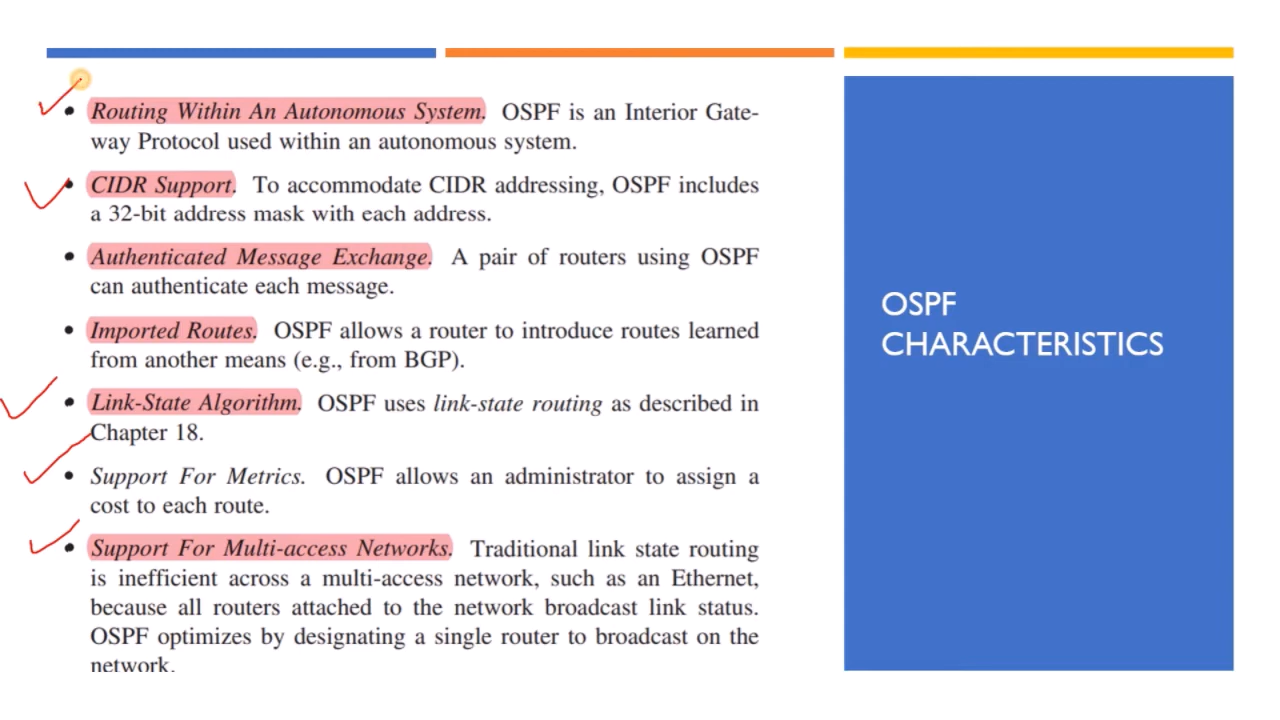 • Routing Within An Autonomous System. OSPF is an Interior Gate-
way Protocol used within an autonomous system.
• CIDR Support. To accommodate CIDR addressing, OSPF includes
a 32-bit address mask with each address.
• Authenticated Message Exchange. A pair of routers using OSPF
can authenticate each message.
• Imported Routes. OSPF allows a router to introduce routes learned
from another means (e.g., from BGP).
• Link-State Algorithm. OSPF uses link-state routing as described in
Chapter 18.
• Support For Metrics. OSPF allows an administrator to assign a
cost to each route.
• Support For Multi-access Networks. Traditional link state routing
is inefficient across a multi-access network, such as an Ethernet,
because all routers attached to the network broadcast link status.
OSPF optimizes by designating a single router to broadcast on the
network.
OSPF
CHARACTERISTICS